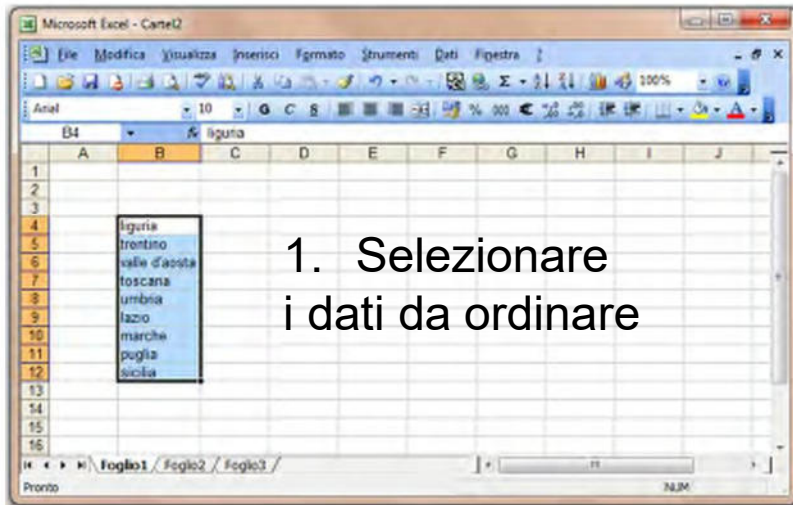 Microsoft Excel - Cartel2
File Modifica Visualizza Inserisci Formato Strumenti Dati Finestra ?
100%
Arial 10 G C S % 000 €
B4 fx liguria
A B C D E F G H I J
1
2
3
4 liguria
5 trentino
6 valle d'aosta
7 toscana
8 umbria
9 lazio
10 marche
11 puglia
12 sicilia
13
14
15
16
1. Selezionare
i dati da ordinare
Foglio1 / Foglio2 / Foglio3 /
Pronto NUM